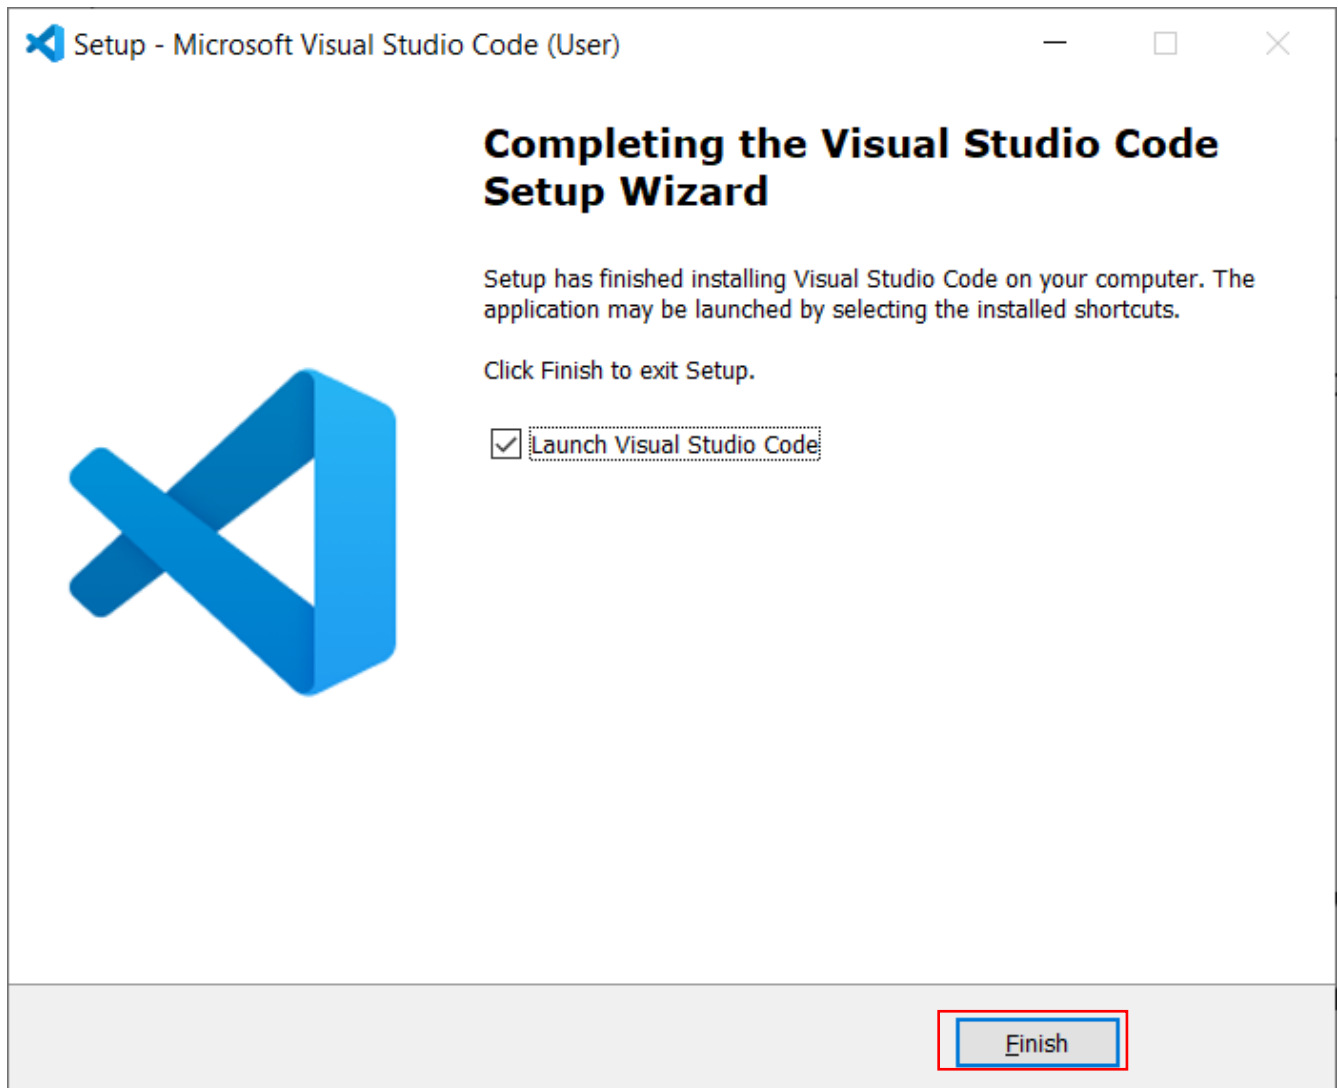 Setup - Microsoft Visual Studio Code (User)
Completing the Visual Studio Code
Setup Wizard
Setup has finished installing Visual Studio Code on your computer. The
application may be launched by selecting the installed shortcuts.
Click Finish to exit Setup.
Launch Visual Studio Code
Finish